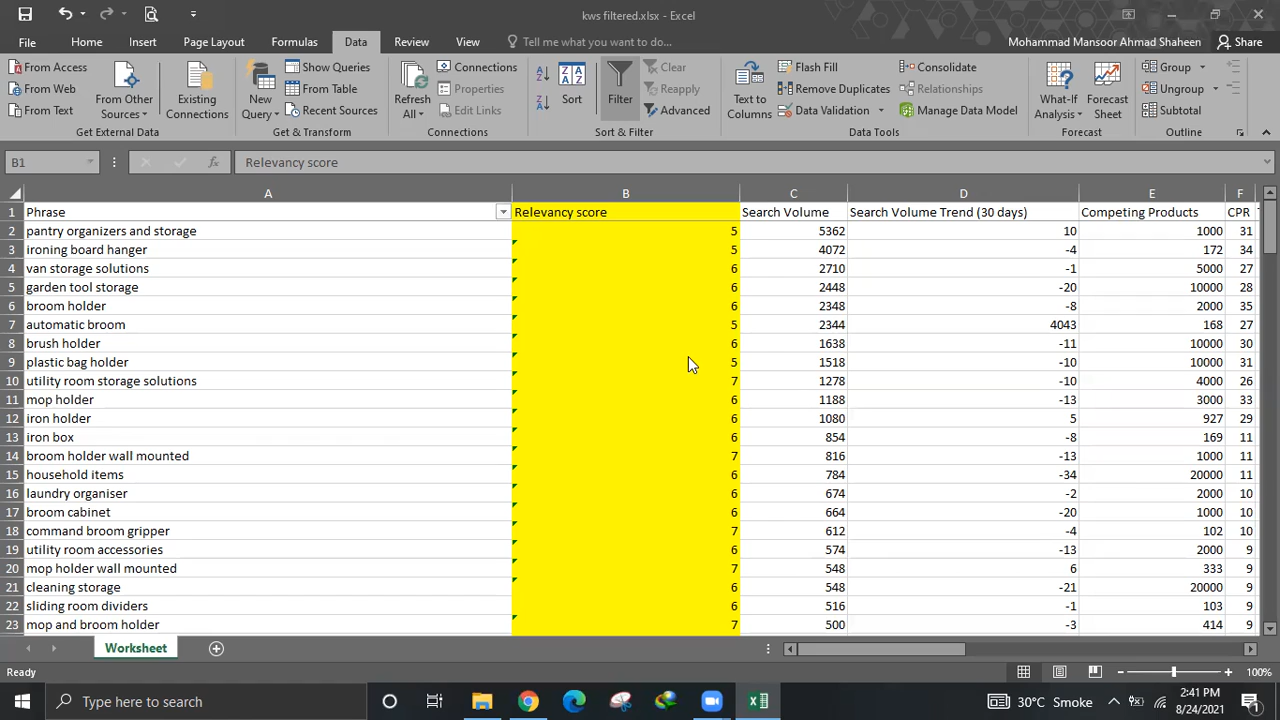 kws filtered.xlsx - Excel
File Home Insert Page Layout Formulas Data Review View Tell me what you want to do... Mohammad Mansoor Ahmad Shaheen Share
From Access
From Web
From Text
From Other Sources
Existing Connections
Get External Data
New Query
Show Queries
From Table
Recent Sources
Get & Transform
Refresh All
Connections
Properties
Edit Links
Connections
Sort
Filter
Clear
Reapply
Advanced
Sort & Filter
Text to Columns
Flash Fill
Remove Duplicates
Data Validation
Consolidate
Relationships
Manage Data Model
Data Tools
What-If Analysis
Forecast Sheet
Forecast
Group
Ungroup
Subtotal
Outline
B1 fx Relevancy score
A B C D E F
1 Phrase Relevancy score Search Volume Search Volume Trend (30 days) Competing Products CPR
2 pantry organizers and storage 5 5362 10 1000 31
3 ironing board hanger 5 4072 -4 172 34
4 van storage solutions 6 2710 -1 5000 27
5 garden tool storage 6 2448 -20 10000 28
6 broom holder 6 2348 -8 2000 35
7 automatic broom 5 2344 4043 168 27
8 brush holder 6 1638 -11 10000 30
9 plastic bag holder 5 1518 -10 10000 31
10 utility room storage solutions 7 1278 -10 4000 26
11 mop holder 6 1188 -13 3000 33
12 iron holder 6 1080 5 927 29
13 iron box 6 854 -8 169 11
14 broom holder wall mounted 7 816 -13 1000 11
15 household items 6 784 -34 20000 11
16 laundry organiser 6 674 -2 2000 10
17 broom cabinet 6 664 -20 1000 10
18 command broom gripper 7 612 -4 102 10
19 utility room accessories 6 574 -13 2000 9
20 mop holder wall mounted 7 548 6 333 9
21 cleaning storage 6 548 -21 20000 9
22 sliding room dividers 6 516 -1 103 9
23 mop and broom holder 7 500 -3 414 9
Worksheet
Ready 100%
Type here to search 30°C Smoke 2:41 PM
8/24/2021